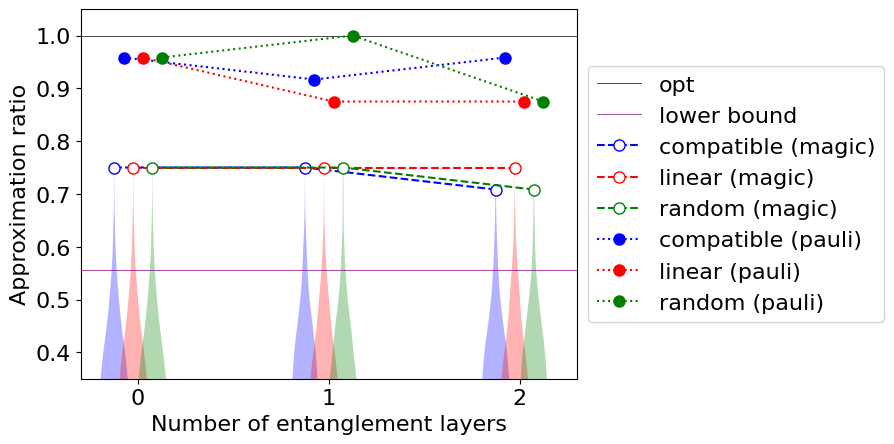 Approximation ratio
1.0
0.9
0.8
0.7
0.6
0.5
0.4
0
1
2
Number of entanglement layers
opt
lower bound
compatible (magic)
linear (magic)
random (magic)
compatible (pauli)
linear (pauli)
random (pauli)